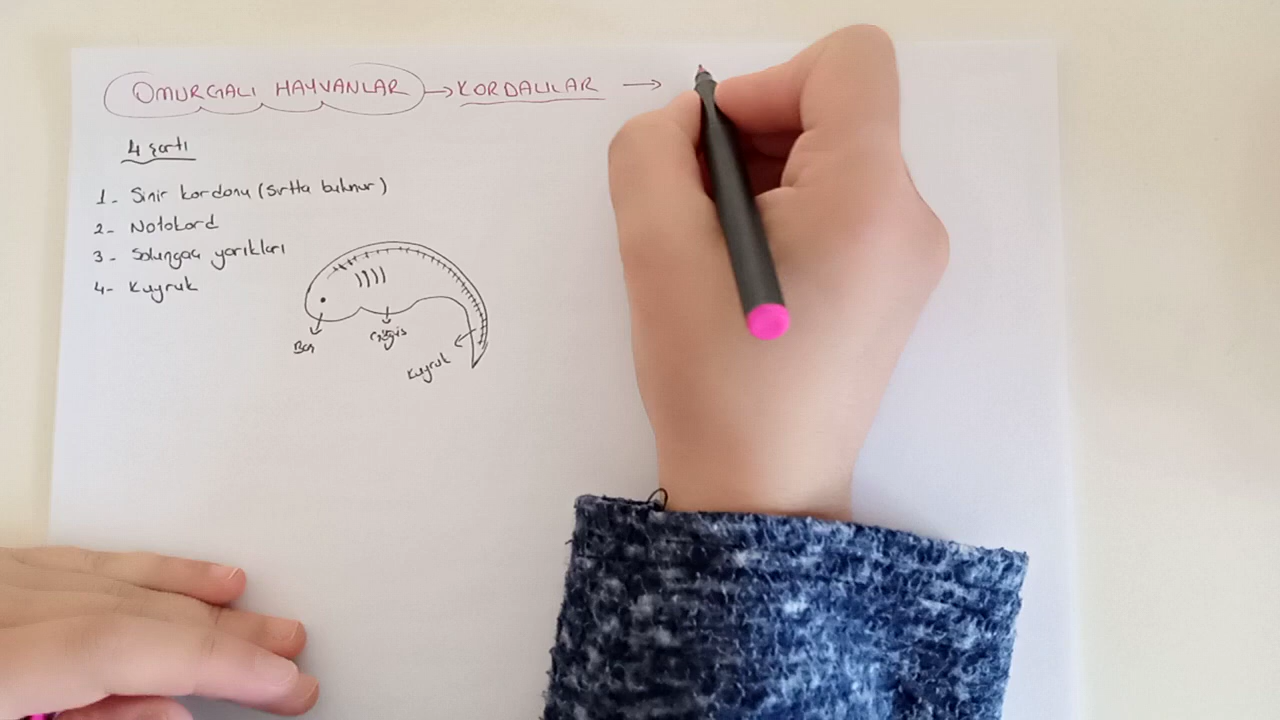 OMURGALI HAYVANLAR → KORDALILAR →
4 şartı
1- Sinir kordonu (Sırtta bulunur)
2- Notokord
3- Solungaç yarıkları
4- Kuyruk
Baş
Göğüs
Kuyruk